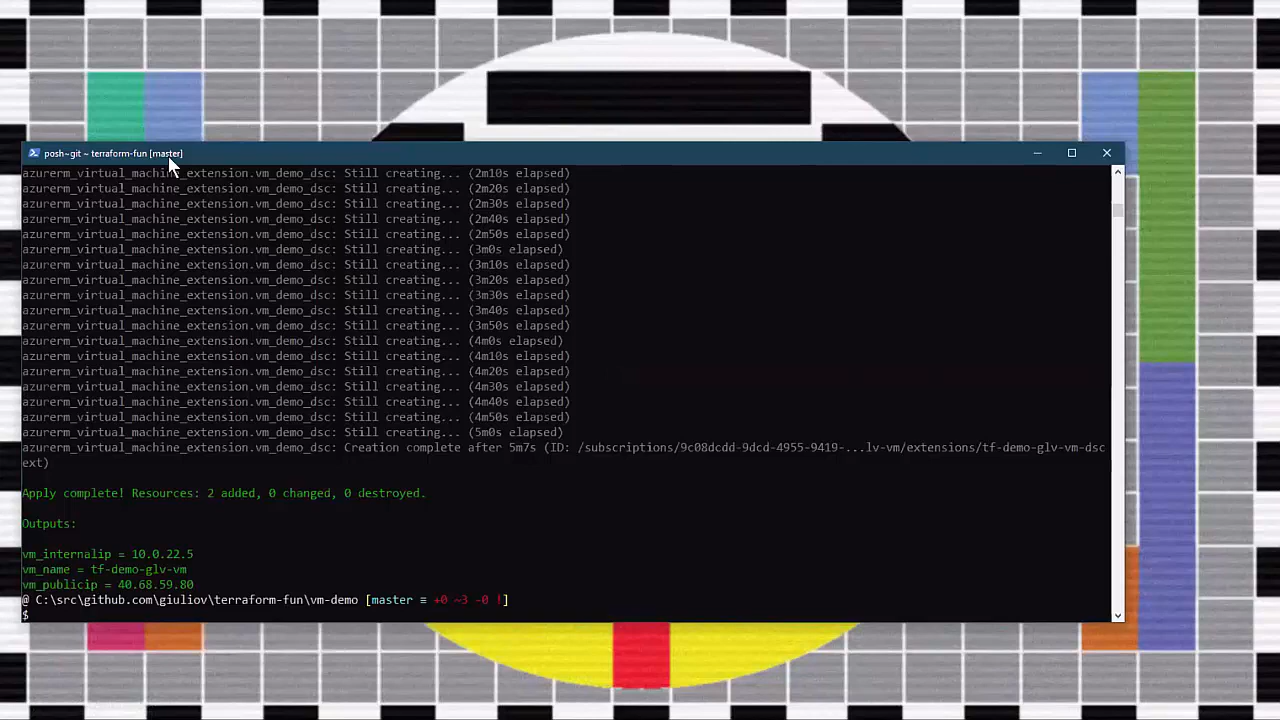 posh~git ~ terraform-fun [master]
azurerm_virtual_machine_extension.vm_demo_dsc: Still creating... (2m10s elapsed)
azurerm_virtual_machine_extension.vm_demo_dsc: Still creating... (2m20s elapsed)
azurerm_virtual_machine_extension.vm_demo_dsc: Still creating... (2m30s elapsed)
azurerm_virtual_machine_extension.vm_demo_dsc: Still creating... (2m40s elapsed)
azurerm_virtual_machine_extension.vm_demo_dsc: Still creating... (2m50s elapsed)
azurerm_virtual_machine_extension.vm_demo_dsc: Still creating... (3m0s elapsed)
azurerm_virtual_machine_extension.vm_demo_dsc: Still creating... (3m10s elapsed)
azurerm_virtual_machine_extension.vm_demo_dsc: Still creating... (3m20s elapsed)
azurerm_virtual_machine_extension.vm_demo_dsc: Still creating... (3m30s elapsed)
azurerm_virtual_machine_extension.vm_demo_dsc: Still creating... (3m40s elapsed)
azurerm_virtual_machine_extension.vm_demo_dsc: Still creating... (3m50s elapsed)
azurerm_virtual_machine_extension.vm_demo_dsc: Still creating... (4m0s elapsed)
azurerm_virtual_machine_extension.vm_demo_dsc: Still creating... (4m10s elapsed)
azurerm_virtual_machine_extension.vm_demo_dsc: Still creating... (4m20s elapsed)
azurerm_virtual_machine_extension.vm_demo_dsc: Still creating... (4m30s elapsed)
azurerm_virtual_machine_extension.vm_demo_dsc: Still creating... (4m40s elapsed)
azurerm_virtual_machine_extension.vm_demo_dsc: Still creating... (4m50s elapsed)
azurerm_virtual_machine_extension.vm_demo_dsc: Still creating... (5m0s elapsed)
azurerm_virtual_machine_extension.vm_demo_dsc: Creation complete after 5m7s (ID: /subscriptions/9c08dcdd-9dcd-4955-9419-...lv-vm/extensions/tf-demo-glv-vm-dsc
ext)
Apply complete! Resources: 2 added, 0 changed, 0 destroyed.
Outputs:
vm_internalip = 10.0.22.5
vm_name = tf-demo-glv-vm
vm_publicip = 40.68.59.80
@ C:\src\github.com\giuliov\terraform-fun\vm-demo [master ≡ +0 ~3 -0 !]
$